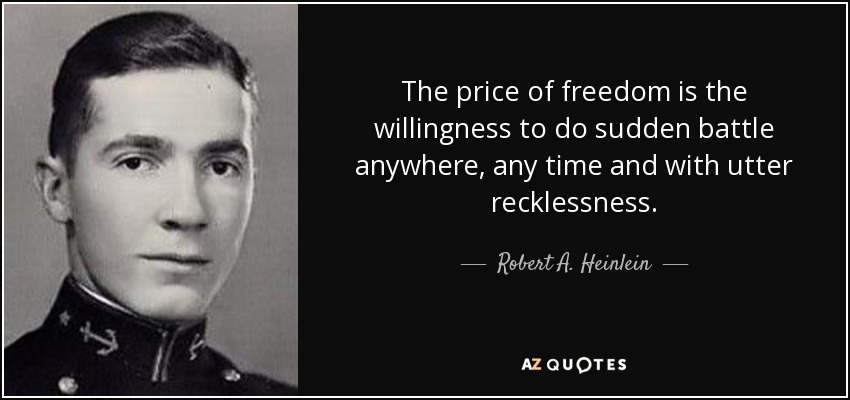 The price of freedom is the
willingness to do sudden battle
anywhere, any time and with utter
recklessness.
Robert A. Heinlein
AZ QUOTES